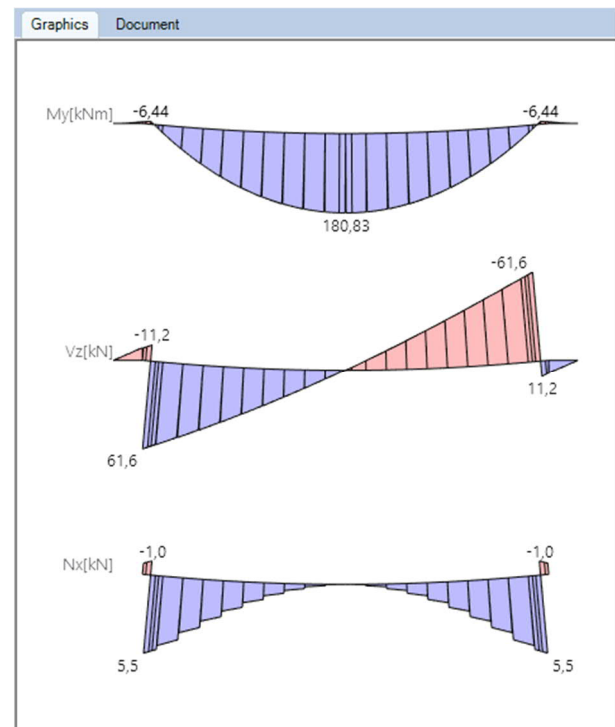 Graphics Document
My[kNm] -6,44 -6,44
180,83
-61,6
Vz[kN] -11,2
11,2
61,6
Nx[kN] -1,0 -1,0
5,5 5,5